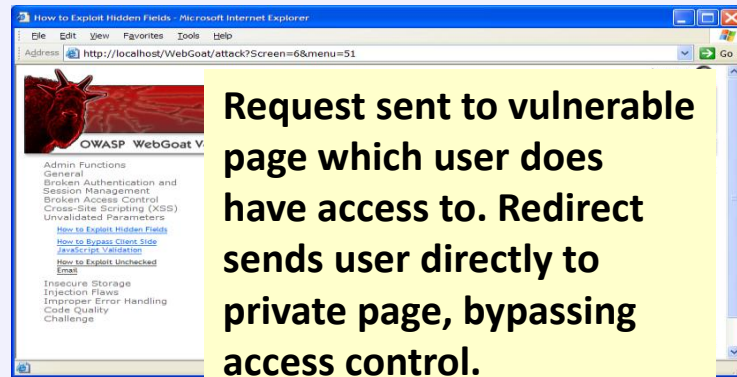 How to Exploit Hidden Fields - Microsoft Internet Explorer
File Edit View Favorites Tools Help
Address http://localhost/WebGoat/attack?Screen=6&menu=51 Go
OWASP WebGoat V
Admin Functions
General
Broken Authentication and
Session Management
Broken Access Control
Cross-Site Scripting (XSS)
Unvalidated Parameters
How to Exploit Hidden Fields
How to Bypass Client Side
JavaScript Validation
How to Exploit Unchecked
Email
Insecure Storage
Injection Flaws
Improper Error Handling
Code Quality
Challenge
Request sent to vulnerable
page which user does
have access to. Redirect
sends user directly to
private page, bypassing
access control.